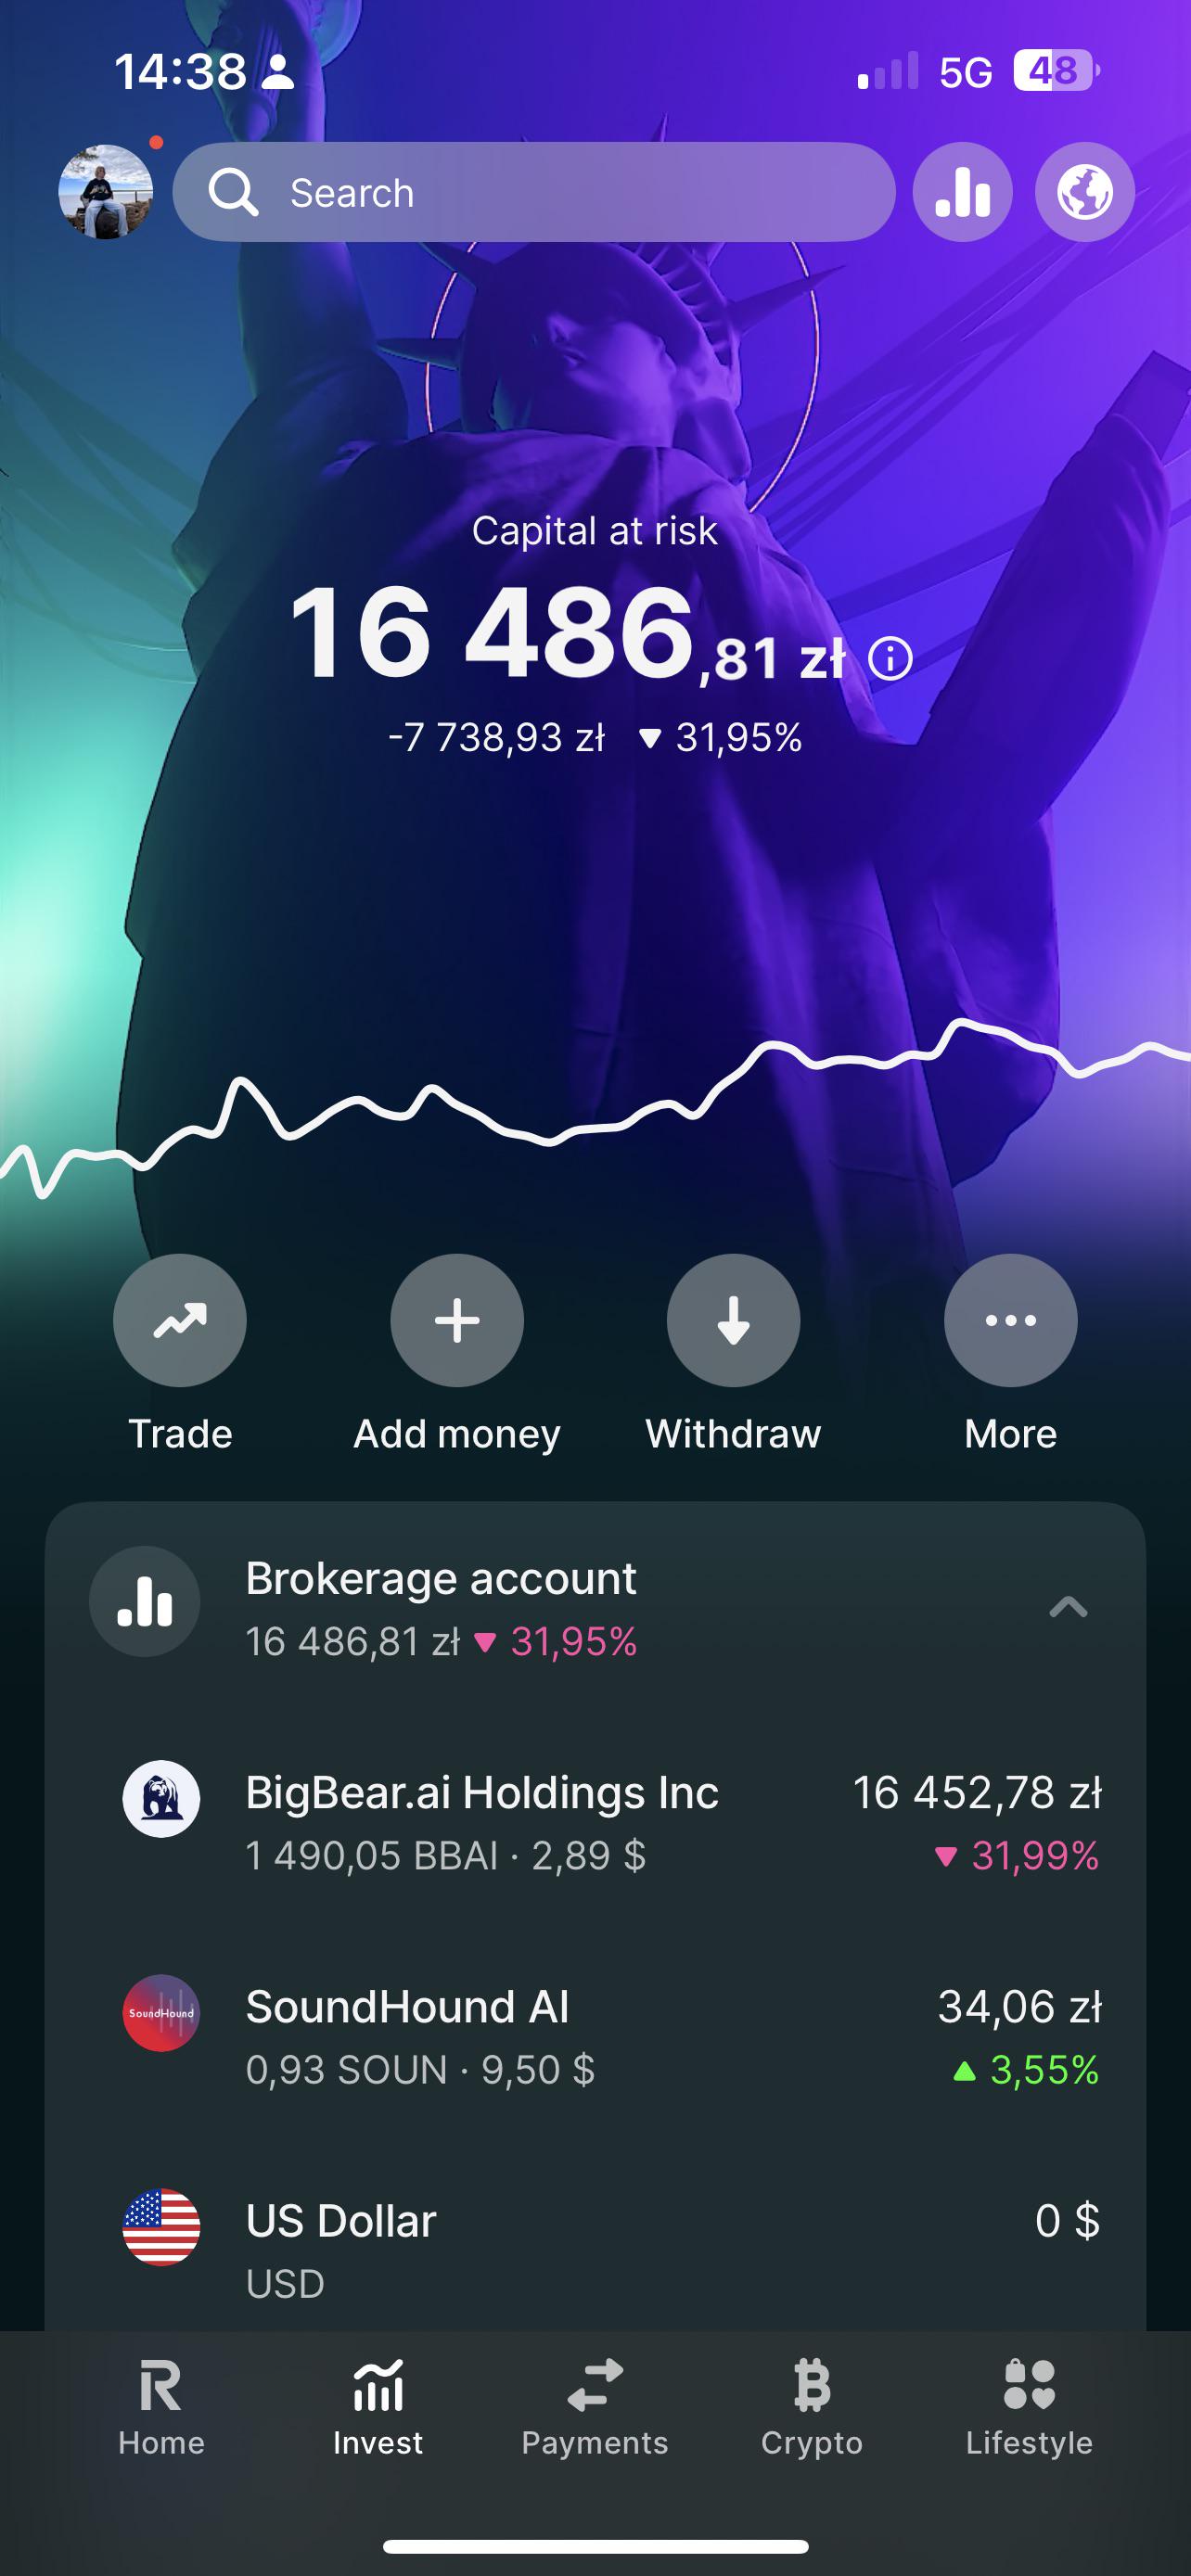 14:38
5G 48
Search
Capital at risk
16 486,81 zł
-7 738,93 zł ▼ 31,95%
Trade
Add money
Withdraw
More
Brokerage account
16 486,81 zł ▼ 31,95%
BigBear.ai Holdings Inc
16 452,78 zł
1 490,05 BBAI · 2,89 $
▼ 31,99%
SoundHound
SoundHound AI
34,06 zł
0,93 SOUN · 9,50 $
▲ 3,55%
US Dollar
0 $
USD
Home
Invest
Payments
Crypto
Lifestyle